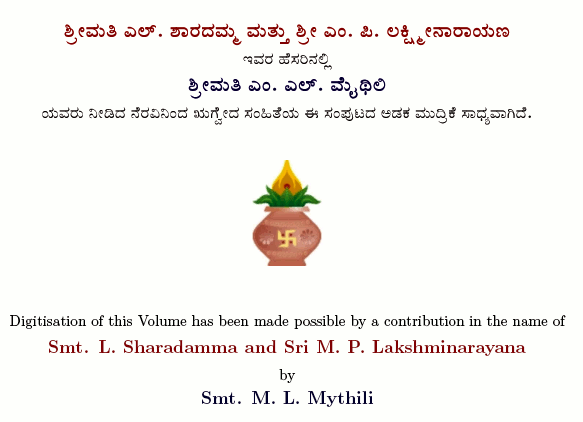 ಶ್ರೀಮತಿ ಎಲ್. ಶಾರದಮ್ಮ ಮತ್ತು ಶ್ರೀ ಎಂ. ಪಿ. ಲಕ್ಷ್ಮೀನಾರಾಯಣ
ಇವರ ಹೆಸರಿನಲ್ಲಿ
ಶ್ರೀಮತಿ ಎಂ. ಎಲ್. ಮೈಥಿಲಿ
ಯವರು ನೀಡಿದ ನೆರವಿನಿಂದ ಋಗ್ವೇದ ಸಂಹಿತೆಯ ಈ ಸಂಪುಟದ ಅಡಕ ಮುದ್ರಿಕೆ ಸಾಧ್ಯವಾಗಿದೆ.
Digitisation of this Volume has been made possible by a contribution in the name of
Smt. L. Sharadamma and Sri M. P. Lakshminarayana
by
Smt. M. L. Mythili